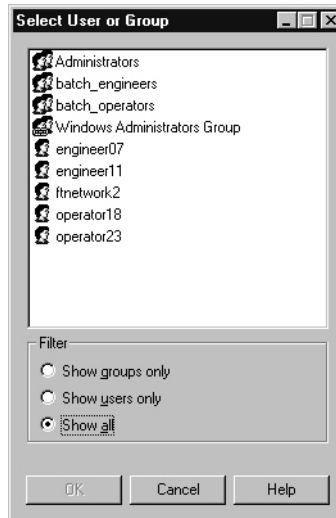 Select User or Group
Administrators
batch_engineers
batch_operators
Windows Administrators Group
engineer07
engineer11
ftnetwork2
operator18
operator23
Filter
Show groups only
Show users only
Show all
OK Cancel Help